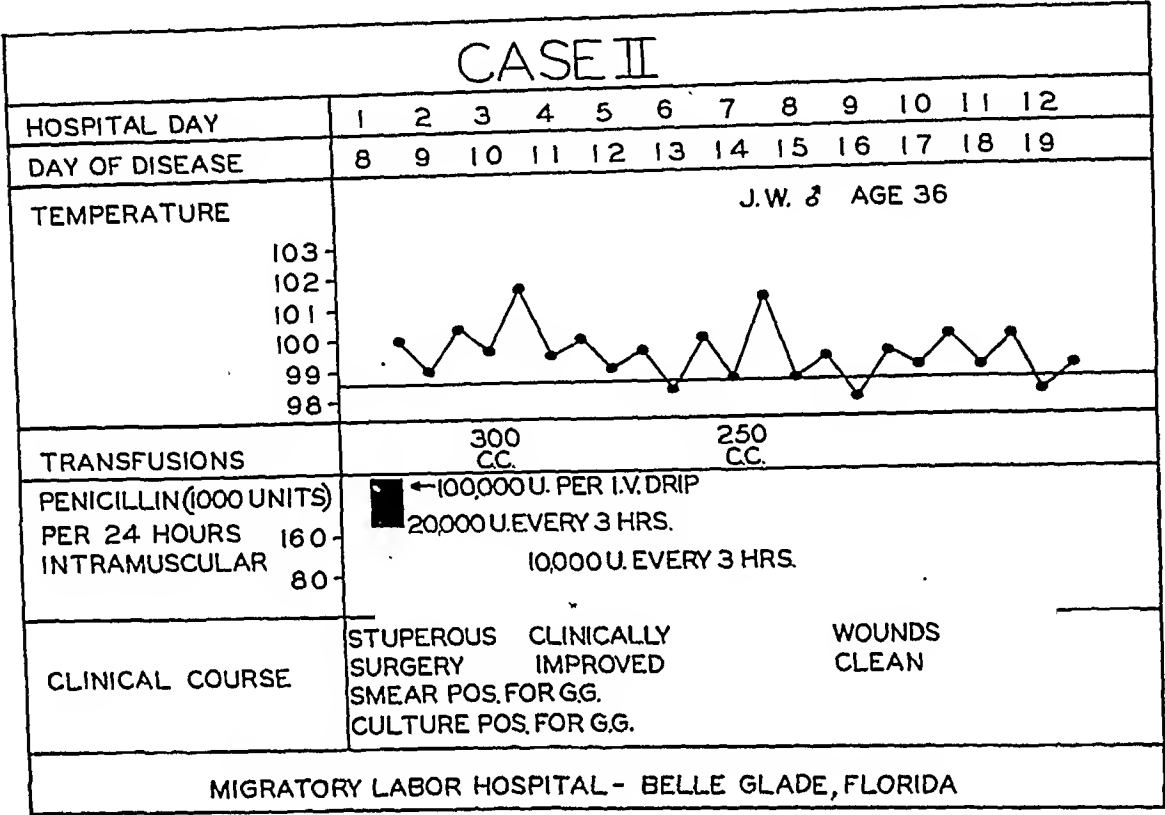 CASE II
HOSPITAL DAY 1 2 3 4 5 6 7 8 9 10 11 12
DAY OF DISEASE 8 9 10 11 12 13 14 15 16 17 18 19
J.W. ♂ AGE 36
TEMPERATURE
103
102
101
100
99
98
TRANSFUSIONS
300 C.C.
250 C.C.
PENICILLIN (1000 UNITS)
PER 24 HOURS
INTRAMUSCULAR
160
80
←100,000 U. PER I.V. DRIP
20,000 U. EVERY 3 HRS.
10,000 U. EVERY 3 HRS.
CLINICAL COURSE
STUPEROUS
SURGERY
SMEAR POS. FOR G.G.
CULTURE POS. FOR G.G.
CLINICALLY
IMPROVED
WOUNDS
CLEAN
MIGRATORY LABOR HOSPITAL - BELLE GLADE, FLORIDA